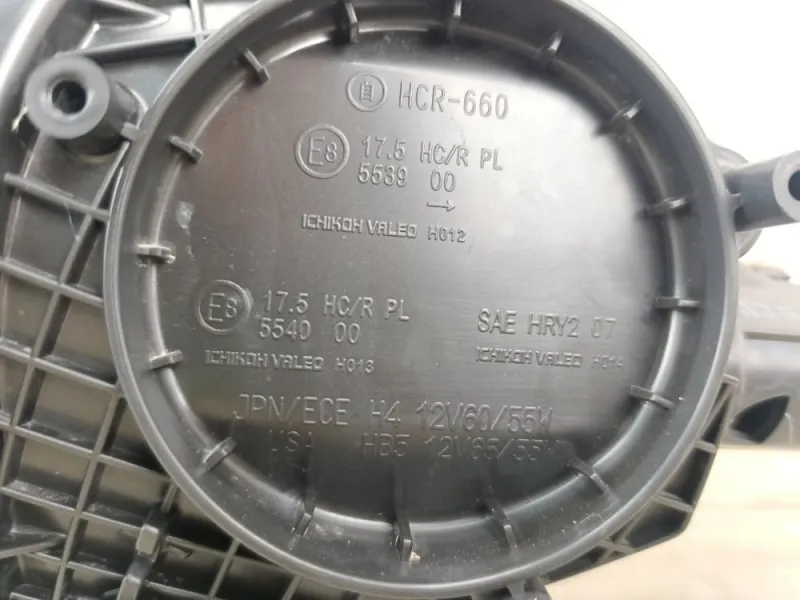 HCR-660
E8 17.5 HC/R PL
5539 00
→
ICHIKOH VALEO H012
E8 17.5 HC/R PL
5540 00
ICHIKOH VALEO H013
SAE HRY2 07
ICHIKOH VALEO H014
JPN/ECE H4 12V60/55W
USA HB5 12V65/55W